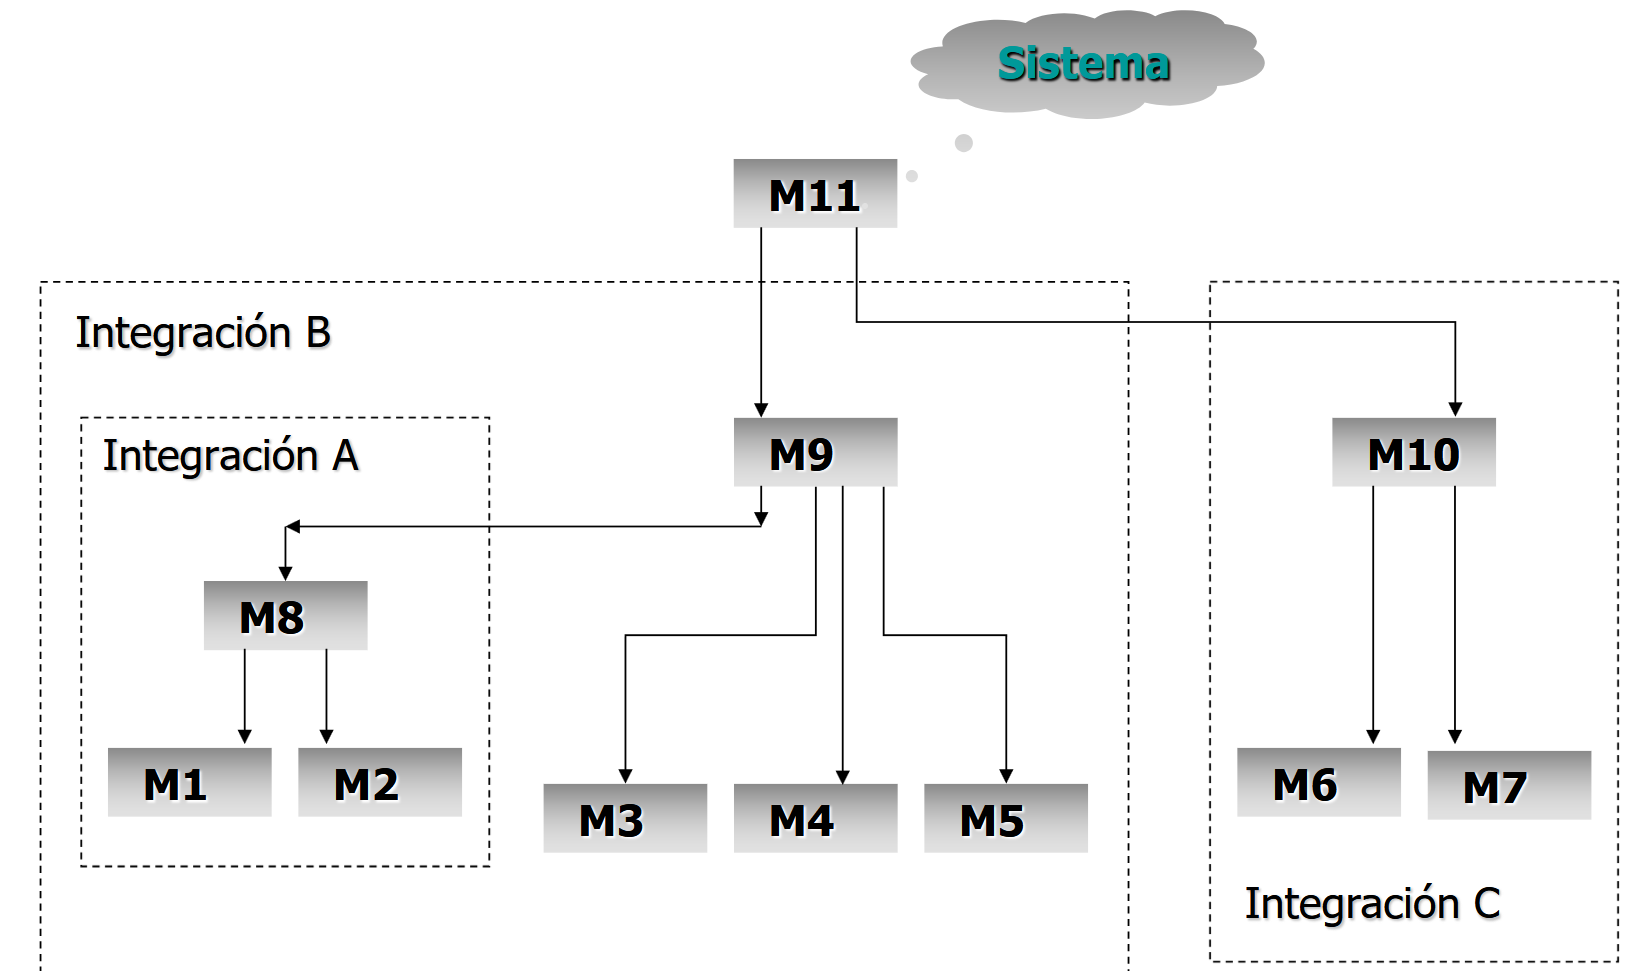 Sistema
M11
Integración B
Integración A
M9
M10
M8
M1
M2
M3
M4
M5
M6
M7
Integración C